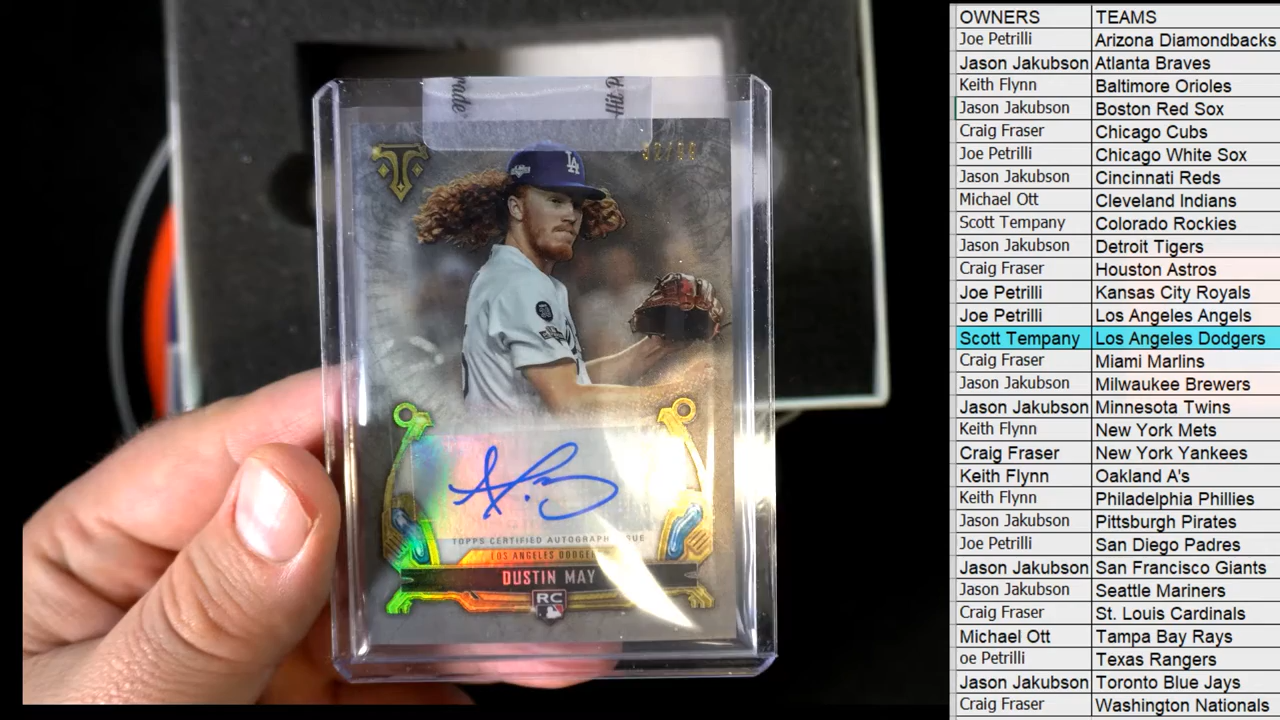 rade
Hit P
LA
TOPPS CERTIFIED AUTOGRAPH ISSUE
LOS ANGELES DODGERS
DUSTIN MAY
RC
OWNERS TEAMS
Joe Petrilli Arizona Diamondbacks
Jason Jakubson Atlanta Braves
Keith Flynn Baltimore Orioles
Jason Jakubson Boston Red Sox
Craig Fraser Chicago Cubs
Joe Petrilli Chicago White Sox
Jason Jakubson Cincinnati Reds
Michael Ott Cleveland Indians
Scott Tempany Colorado Rockies
Jason Jakubson Detroit Tigers
Craig Fraser Houston Astros
Joe Petrilli Kansas City Royals
Joe Petrilli Los Angeles Angels
Scott Tempany Los Angeles Dodgers
Craig Fraser Miami Marlins
Jason Jakubson Milwaukee Brewers
Jason Jakubson Minnesota Twins
Keith Flynn New York Mets
Craig Fraser New York Yankees
Keith Flynn Oakland A's
Keith Flynn Philadelphia Phillies
Jason Jakubson Pittsburgh Pirates
Joe Petrilli San Diego Padres
Jason Jakubson San Francisco Giants
Jason Jakubson Seattle Mariners
Craig Fraser St. Louis Cardinals
Michael Ott Tampa Bay Rays
oe Petrilli Texas Rangers
Jason Jakubson Toronto Blue Jays
Craig Fraser Washington Nationals